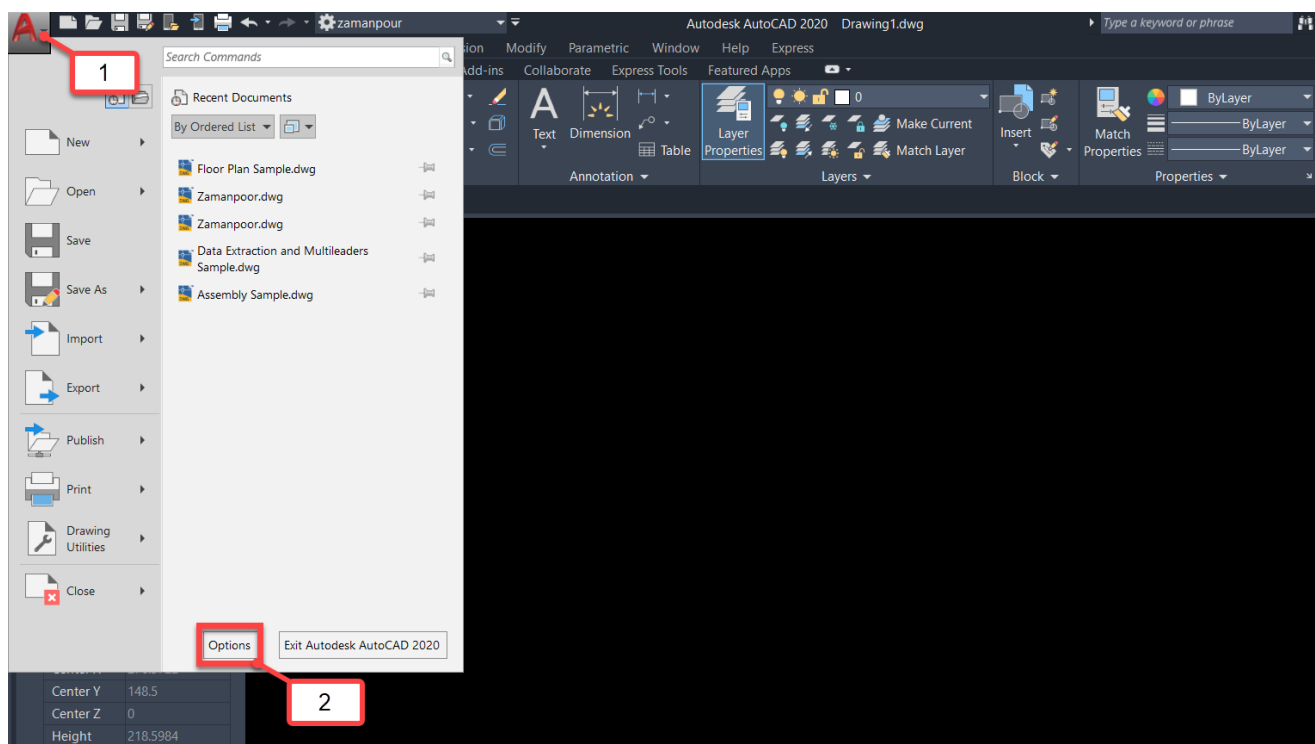 zamanpour
Autodesk AutoCAD 2020 Drawing1.dwg
Type a keyword or phrase
Search Commands
Modify Parametric Window Help Express
Add-ins Collaborate Express Tools Featured Apps
1
Recent Documents
By Ordered List
New
Open
Save
Save As
Import
Export
Publish
Print
Drawing
Utilities
Close
Floor Plan Sample.dwg
Zamanpoor.dwg
Zamanpoor.dwg
Data Extraction and Multileaders
Sample.dwg
Assembly Sample.dwg
Options
Exit Autodesk AutoCAD 2020
2
A
Text
Dimension
Table
Annotation
Layer
Properties
0
Make Current
Match Layer
Layers
Insert
Block
Match
Properties
ByLayer
ByLayer
ByLayer
Properties
Center Y 148.5
Center Z 0
Height 218.5984